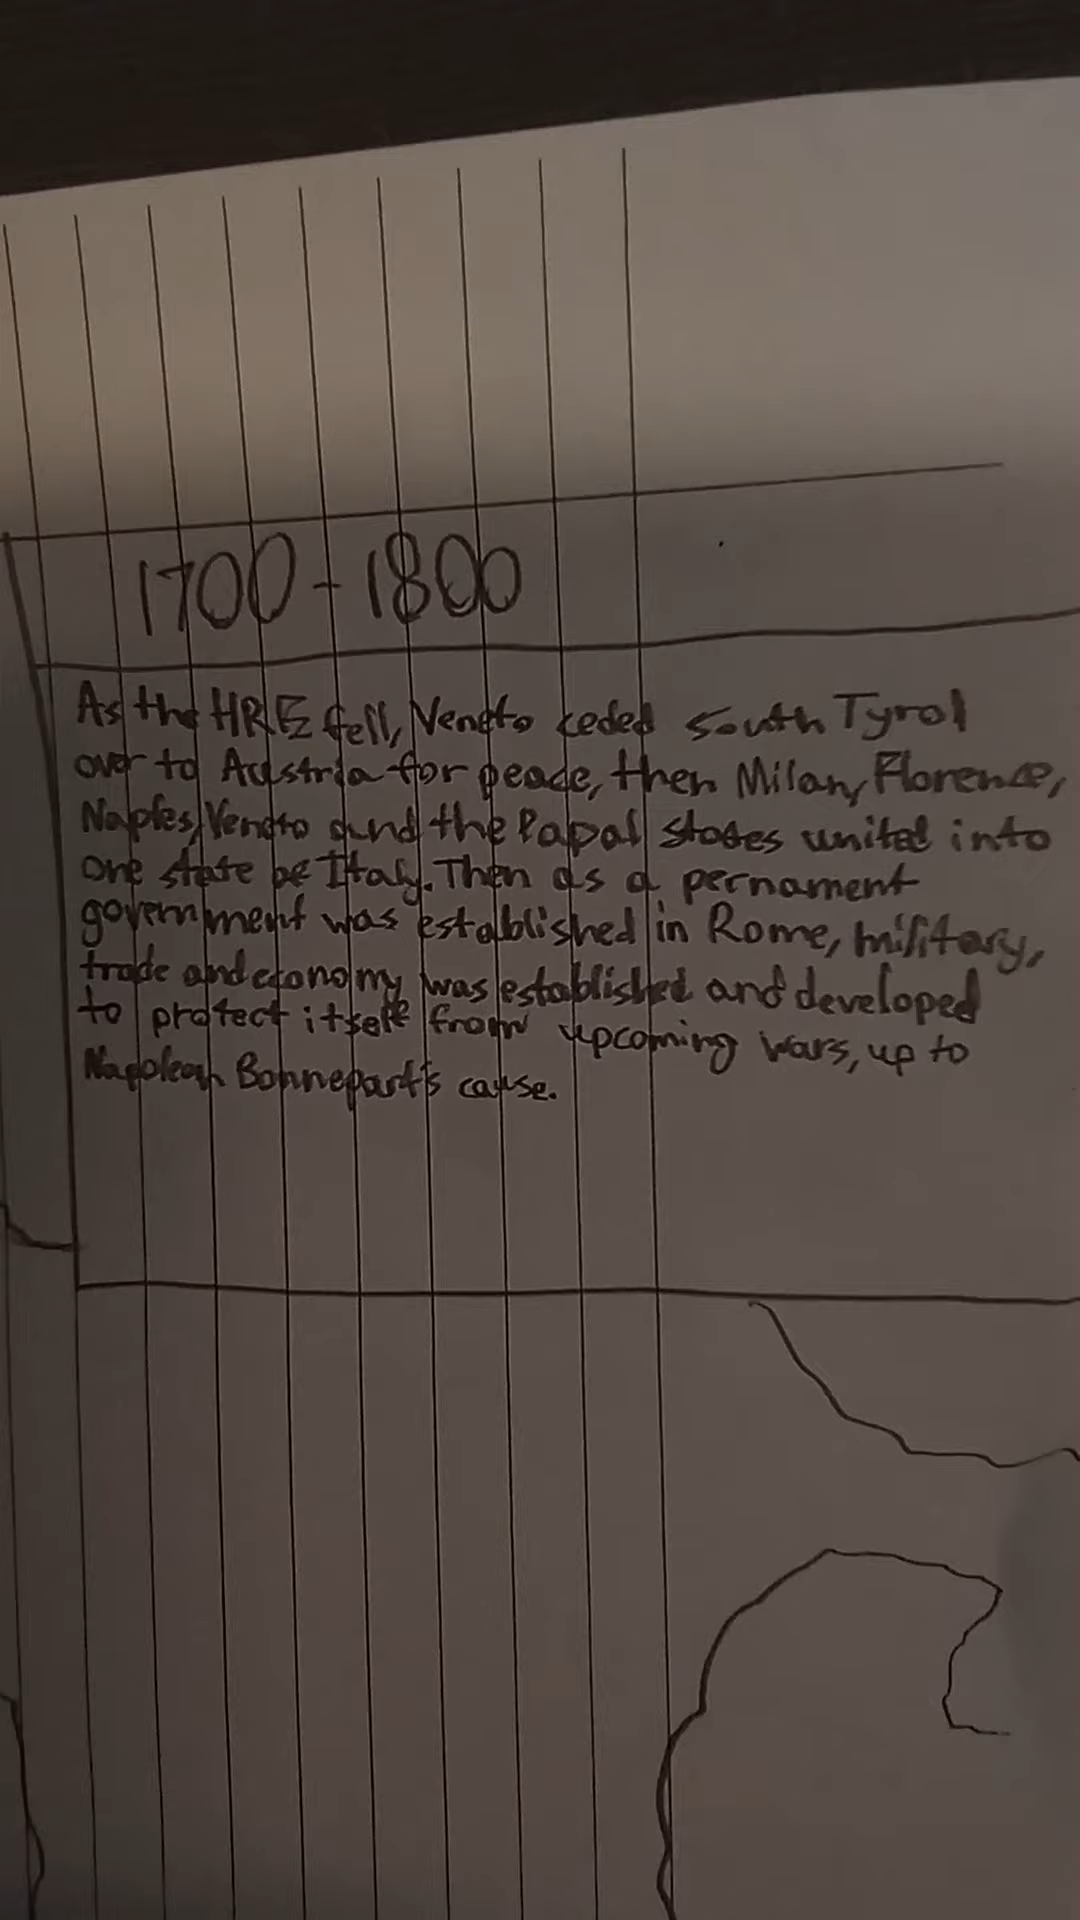 1700-1800
As the HRE fell, Veneto ceded South Tyrol
over to Austria for peace, then Milan, Florence,
Naples, Veneto and the Papal States united into
one state be Italy. Then as a pernament
government was established in Rome, military,
trade and economy was established and developed
to protect itself from upcoming wars, up to
Napoleon Bonnepart's cause.